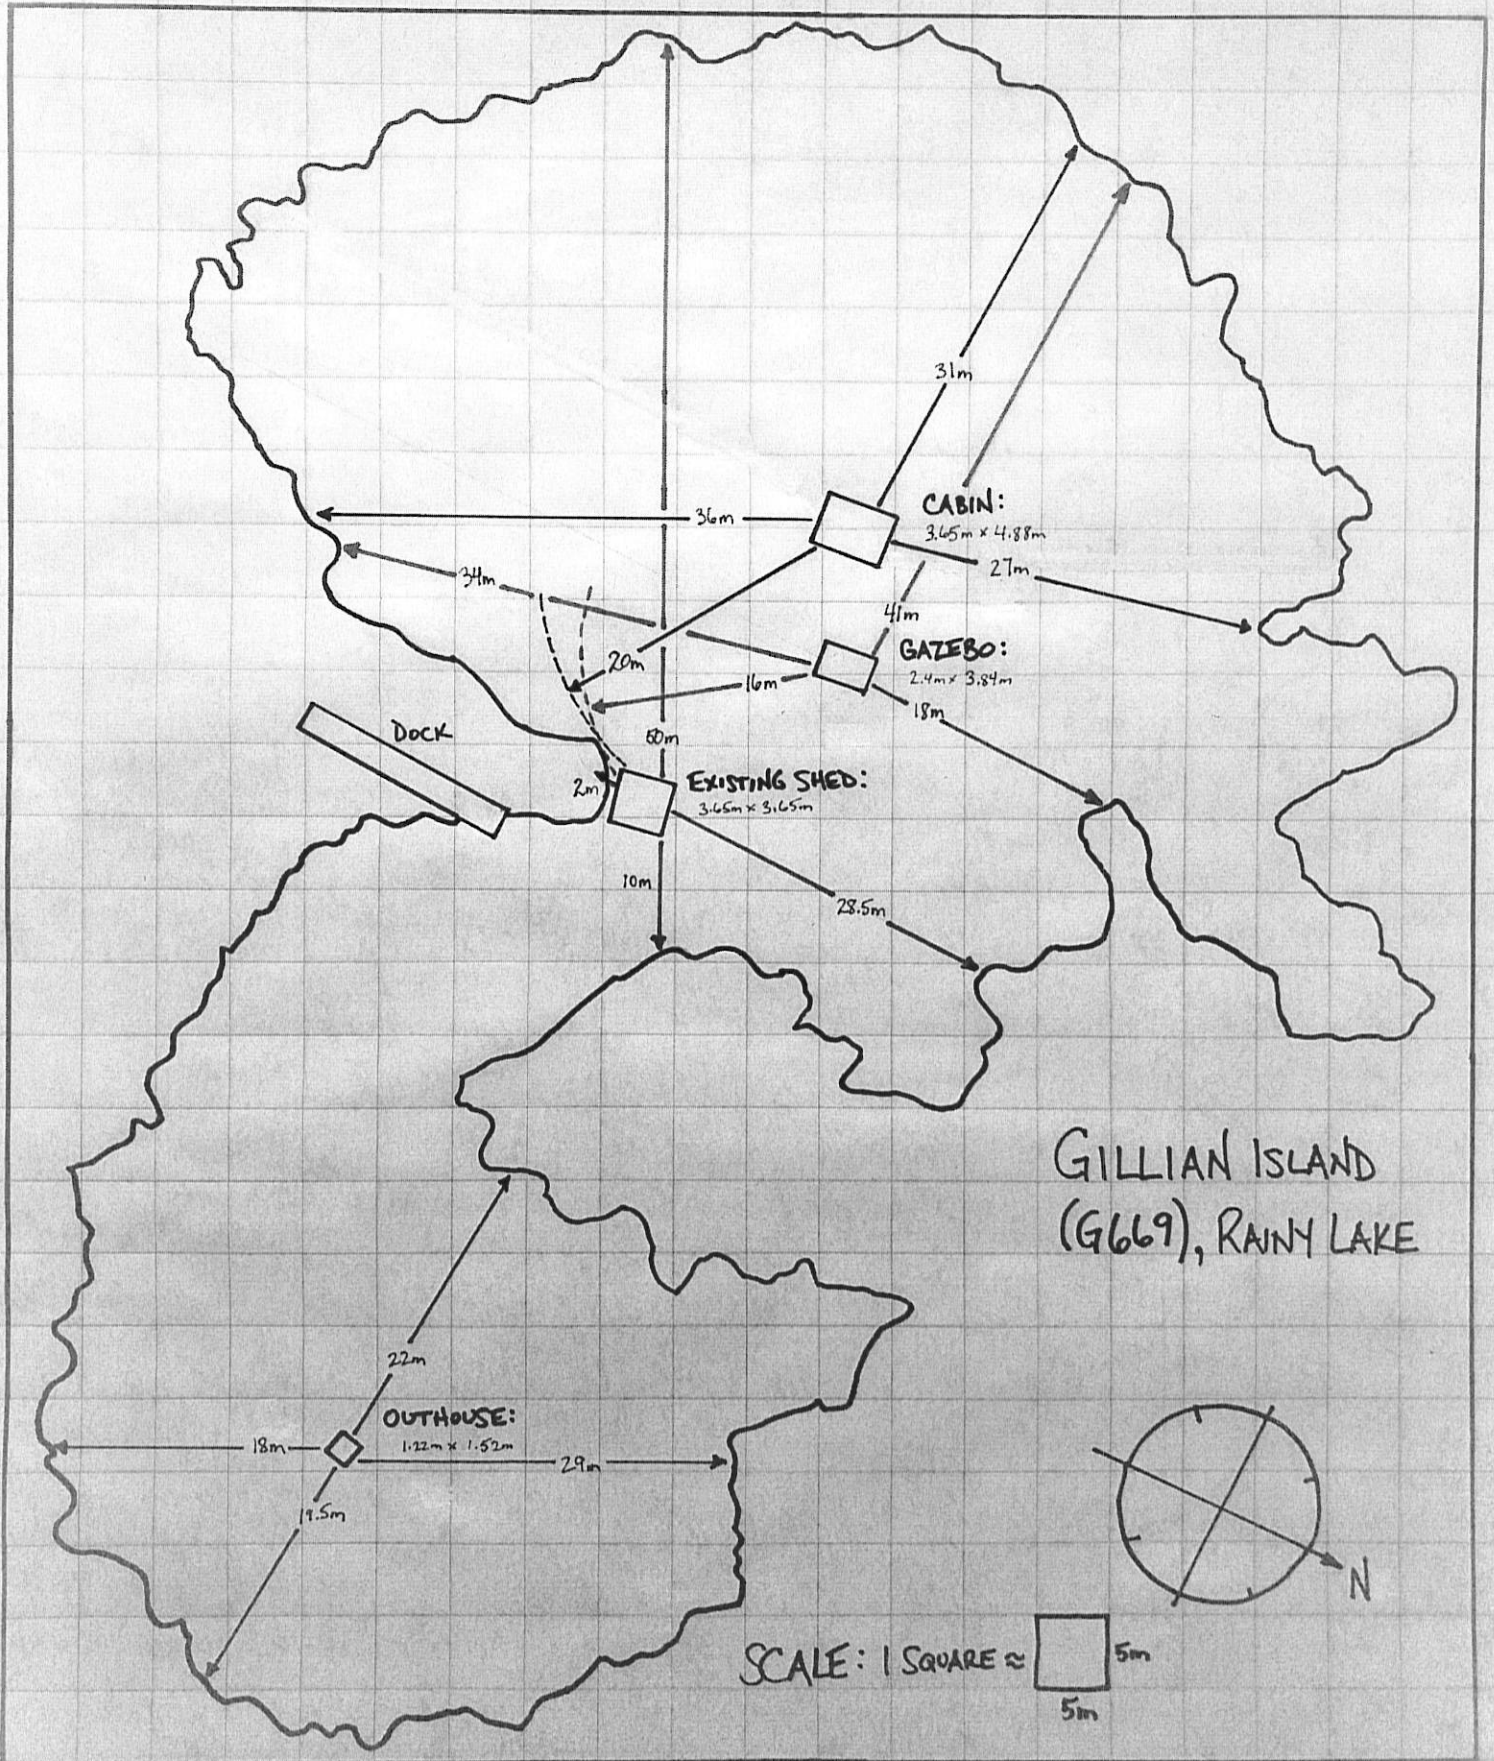 31m
36m
CABIN:
3.65m × 4.88m
27m
34m
41m
20m
GAZEBO:
2.4m × 3.84m
16m
18m
DOCK
50m
2m
EXISTING SHED:
3.65m × 3.65m
10m
28.5m
GILLIAN ISLAND
(G669), RAINY LAKE
22m
OUTHOUSE:
1.22m × 1.52m
18m
29m
19.5m
N
SCALE: 1 SQUARE ≈
5m
5m